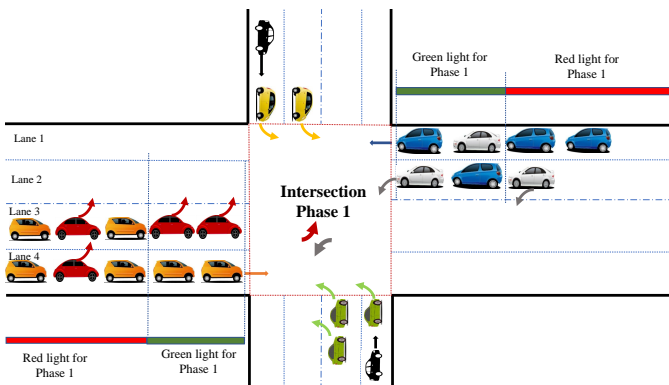 Green light for
Phase 1
Red light for
Phase 1
Lane 1
Lane 2
Lane 3
Lane 4
Intersection
Phase 1
Red light for
Phase 1
Green light for
Phase 1